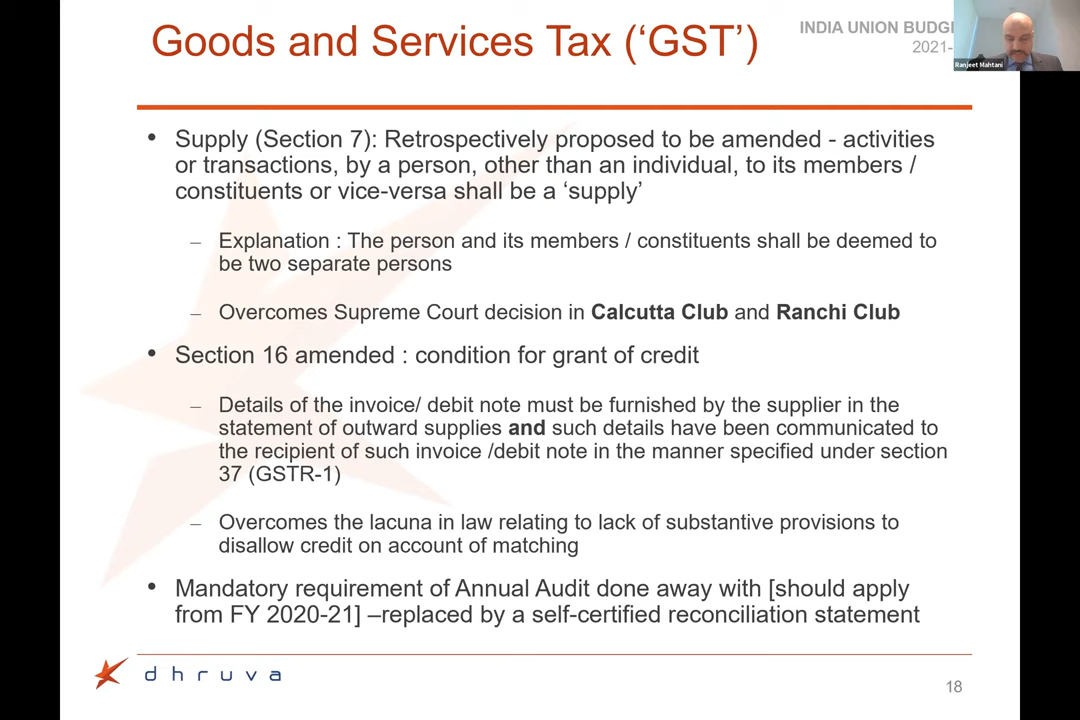 Goods and Services Tax (‘GST’)
INDIA UNION
2021-
Ranjeet Mahtani
• Supply (Section 7): Retrospectively proposed to be amended - activities
or transactions, by a person, other than an individual, to its members /
constituents or vice-versa shall be a ‘supply’
– Explanation : The person and its members / constituents shall be deemed to
be two separate persons
– Overcomes Supreme Court decision in Calcutta Club and Ranchi Club
• Section 16 amended : condition for grant of credit
– Details of the invoice/ debit note must be furnished by the supplier in the
statement of outward supplies and such details have been communicated to
the recipient of such invoice /debit note in the manner specified under section
37 (GSTR-1)
– Overcomes the lacuna in law relating to lack of substantive provisions to
disallow credit on account of matching
• Mandatory requirement of Annual Audit done away with [should apply
from FY 2020-21] –replaced by a self-certified reconciliation statement
dhruva
18